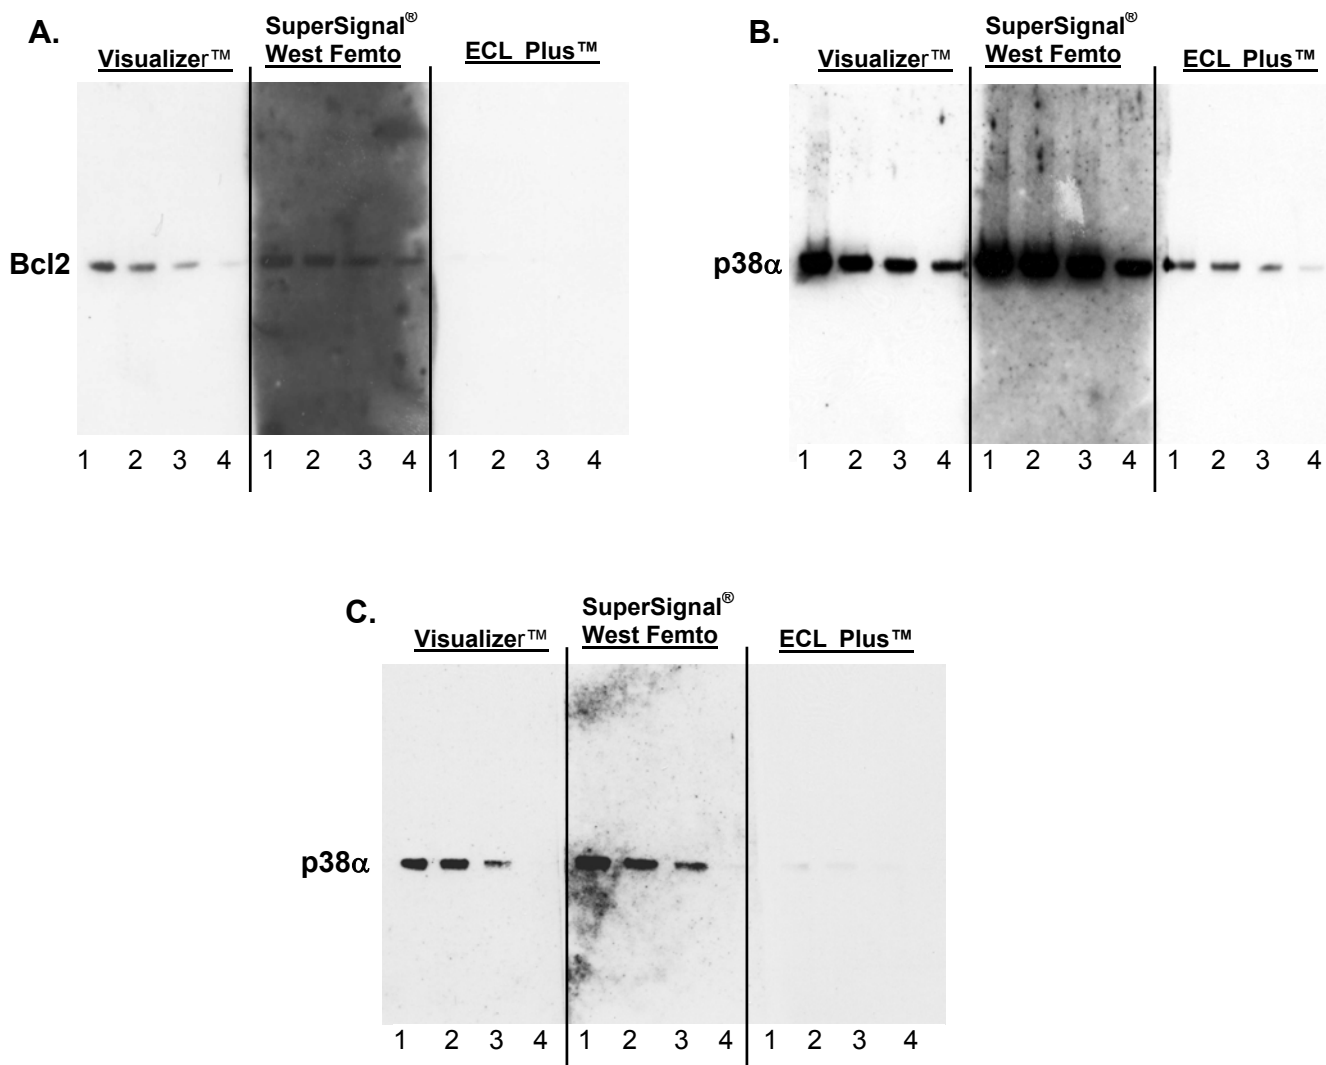 A.
Visualizer™
SuperSignal®
West Femto
ECL Plus™
Bcl2
1 2 3 4 1 2 3 4 1 2 3 4
B.
Visualizer™
SuperSignal®
West Femto
ECL Plus™
p38α
1 2 3 4 1 2 3 4 1 2 3 4
C.
Visualizer™
SuperSignal®
West Femto
ECL Plus™
p38α
1 2 3 4 1 2 3 4 1 2 3 4